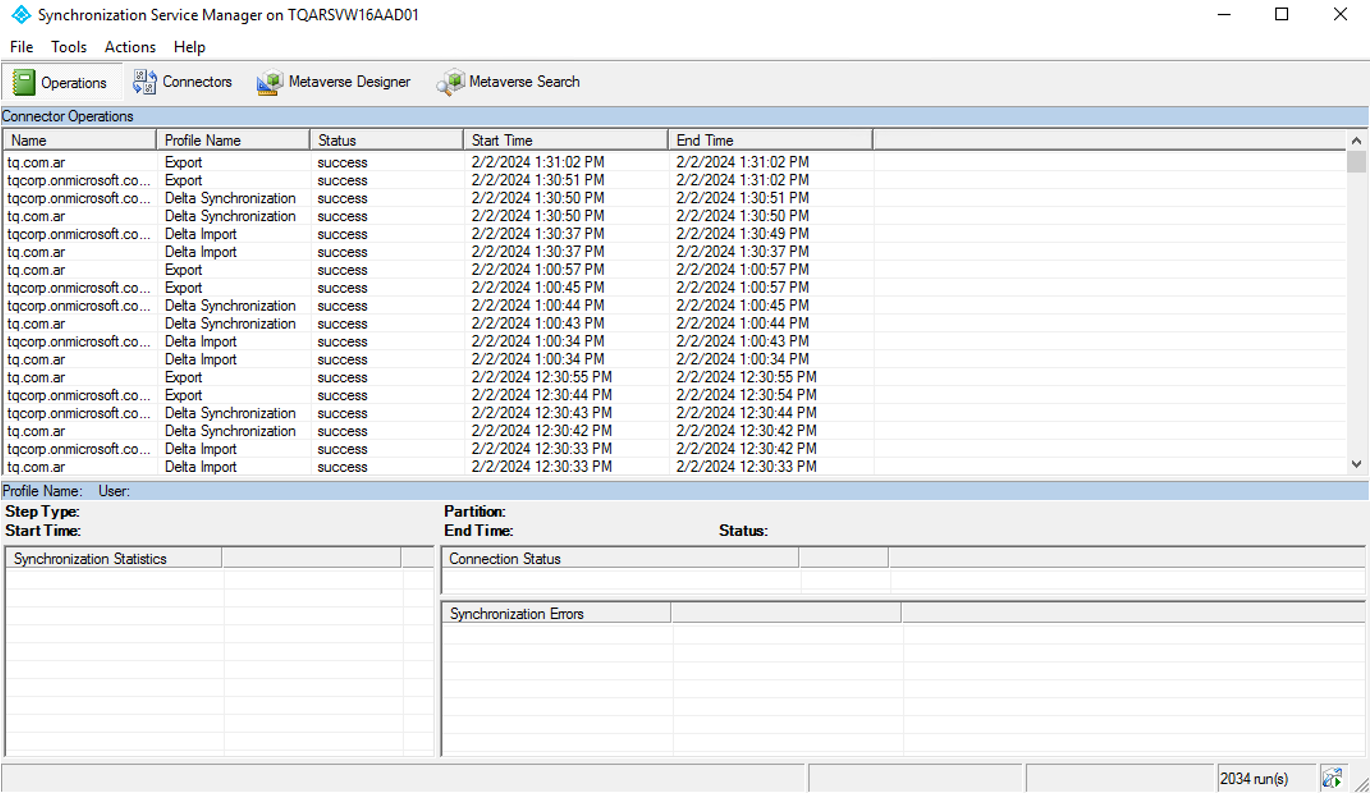 Synchronization Service Manager on TQARSVW16AAD01
File Tools Actions Help
Operations Connectors Metaverse Designer Metaverse Search
Connector Operations
Name Profile Name Status Start Time End Time
tq.com.ar Export success 2/2/2024 1:31:02 PM 2/2/2024 1:31:02 PM
tqcorp.onmicrosoft.co... Export success 2/2/2024 1:30:51 PM 2/2/2024 1:31:02 PM
tqcorp.onmicrosoft.co... Delta Synchronization success 2/2/2024 1:30:50 PM 2/2/2024 1:30:51 PM
tq.com.ar Delta Synchronization success 2/2/2024 1:30:50 PM 2/2/2024 1:30:50 PM
tqcorp.onmicrosoft.co... Delta Import success 2/2/2024 1:30:37 PM 2/2/2024 1:30:49 PM
tq.com.ar Delta Import success 2/2/2024 1:30:37 PM 2/2/2024 1:30:37 PM
tq.com.ar Export success 2/2/2024 1:00:57 PM 2/2/2024 1:00:57 PM
tqcorp.onmicrosoft.co... Export success 2/2/2024 1:00:45 PM 2/2/2024 1:00:57 PM
tqcorp.onmicrosoft.co... Delta Synchronization success 2/2/2024 1:00:44 PM 2/2/2024 1:00:45 PM
tq.com.ar Delta Synchronization success 2/2/2024 1:00:43 PM 2/2/2024 1:00:44 PM
tqcorp.onmicrosoft.co... Delta Import success 2/2/2024 1:00:34 PM 2/2/2024 1:00:43 PM
tq.com.ar Delta Import success 2/2/2024 1:00:34 PM 2/2/2024 1:00:34 PM
tq.com.ar Export success 2/2/2024 12:30:55 PM 2/2/2024 12:30:55 PM
tqcorp.onmicrosoft.co... Export success 2/2/2024 12:30:44 PM 2/2/2024 12:30:54 PM
tqcorp.onmicrosoft.co... Delta Synchronization success 2/2/2024 12:30:43 PM 2/2/2024 12:30:44 PM
tq.com.ar Delta Synchronization success 2/2/2024 12:30:42 PM 2/2/2024 12:30:42 PM
tqcorp.onmicrosoft.co... Delta Import success 2/2/2024 12:30:33 PM 2/2/2024 12:30:42 PM
tq.com.ar Delta Import success 2/2/2024 12:30:33 PM 2/2/2024 12:30:33 PM
Profile Name: User:
Step Type: Partition:
Start Time: End Time: Status:
Synchronization Statistics Connection Status
Synchronization Errors
2034 run(s)